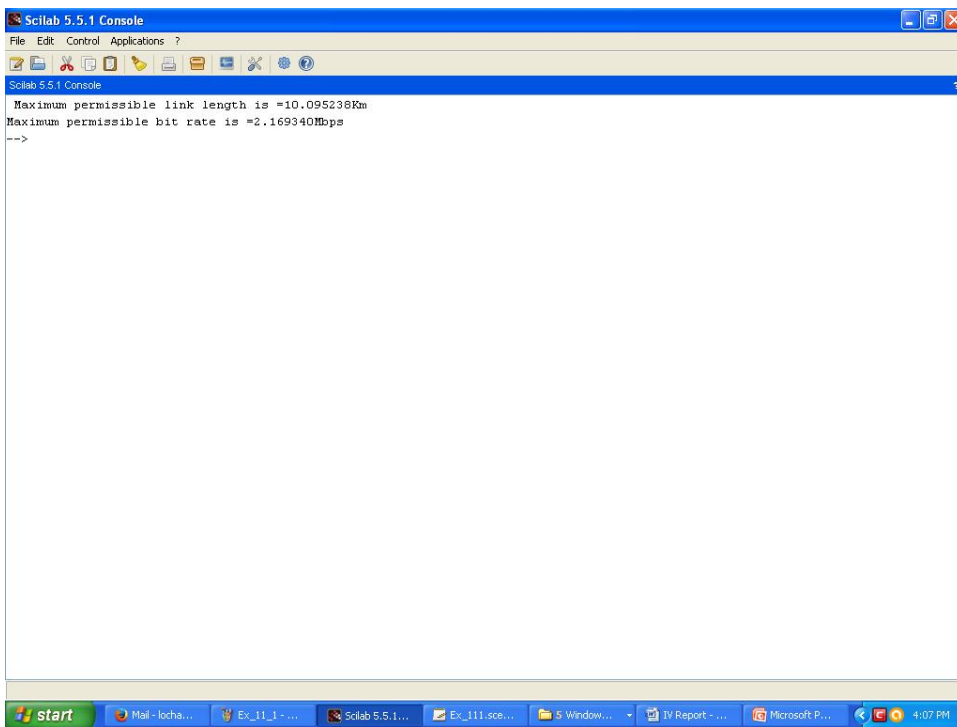 Scilab 5.5.1 Console
File Edit Control Applications ?
Scilab 5.5.1 Console ?
Maximum permissible link length is =10.095238Km
Maximum permissible bit rate is =2.169340Mbps
-->
start Mail - locha... Ex_11_1 - ... Scilab 5.5.1... Ex_111.sce... 5 Window... IV Report - ... Microsoft P... 4:07 PM